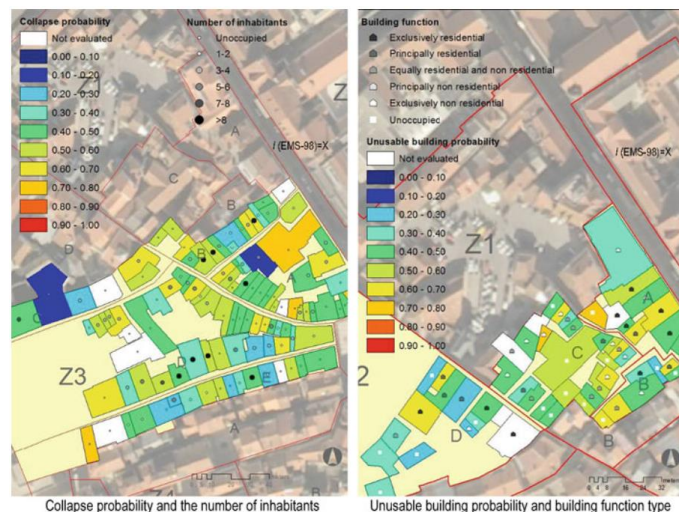 Collapse probability
Not evaluated
0.00 - 0.10
0.10 - 0.20
0.20 - 0.30
0.30 - 0.40
0.40 - 0.50
0.50 - 0.60
0.60 - 0.70
0.70 - 0.80
0.80 - 0.90
0.90 - 1.00
Number of inhabitants
Unoccupied
1-2
3-4
5-6
7-8
>8
Z
A
I (EMS-98)=X
C
B
D
B
C
D
E
Z3
A
B
Building function
Exclusively residential
Principally residential
Equally residential and non residential
Principally non residential
Exclusively non residential
Unoccupied
Unusable building probability
Not evaluated
0.00 - 0.10
0.10 - 0.20
0.20 - 0.30
0.30 - 0.40
0.40 - 0.50
0.50 - 0.60
0.60 - 0.70
0.70 - 0.80
0.80 - 0.90
0.90 - 1.00
I (EMS-98)=X
Z1
A
C
2
B
D
B
0 4 8 16 24 32
Collapse probability and the number of inhabitants
Unusable building probability and building function type